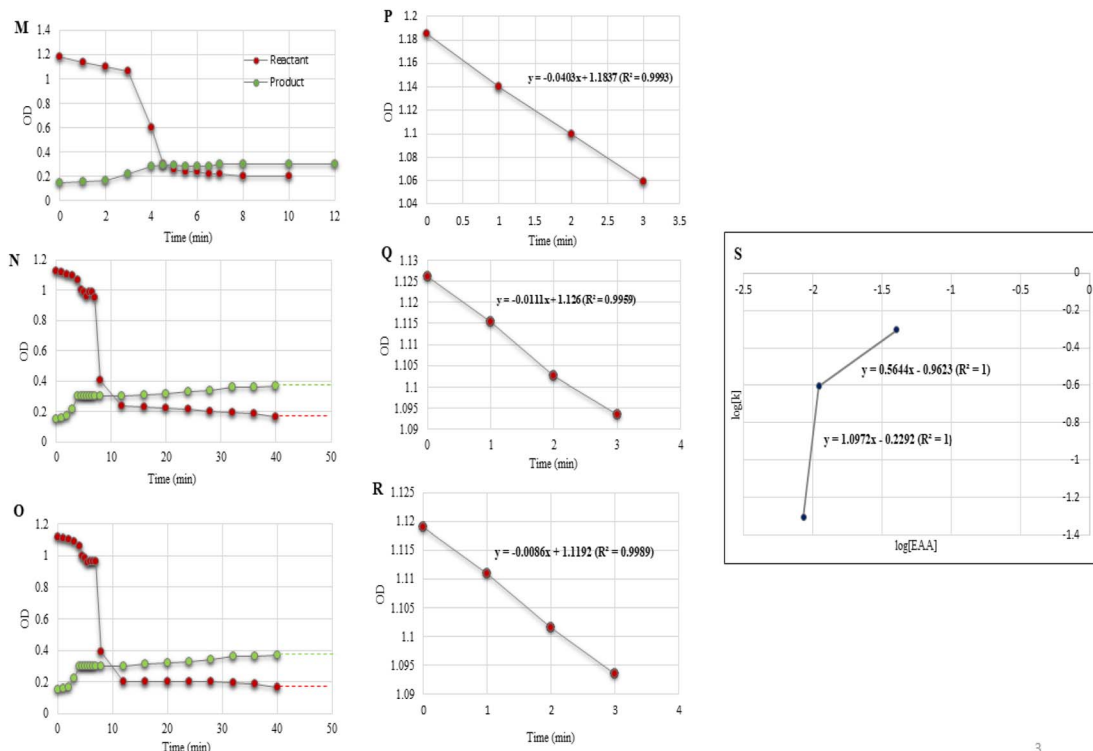 M
1.4
1.2
1
0.8
0.6
0.4
0.2
0
OD
Reactant
Product
0 2 4 6 8 10 12
Time (min)
P
1.2
1.18
1.16
1.14
1.12
1.1
1.08
1.06
1.04
OD
y = -0.0403x + 1.1837 (R² = 0.9993)
0 0.5 1 1.5 2 2.5 3 3.5
Time (min)
N
1.2
1
0.8
0.6
0.4
0.2
0
OD
0 10 20 30 40 50
Time (min)
Q
1.13
1.125
1.12
1.115
1.11
1.105
1.1
1.095
1.09
OD
y = -0.0111x + 1.126 (R² = 0.9959)
0 1 2 3 4
Time (min)
S
-2.5 -2 -1.5 -1 -0.5 0
0
-0.2
-0.4
-0.6
-0.8
-1
-1.2
-1.4
log[k]
y = 0.5644x - 0.9623 (R² = 1)
y = 1.0972x - 0.2292 (R² = 1)
log[EAA]
O
1.2
1
0.8
0.6
0.4
0.2
0
OD
0 10 20 30 40 50
Time (min)
R
1.125
1.12
1.115
1.11
1.105
1.1
1.095
1.09
OD
y = -0.0086x + 1.1192 (R² = 0.9989)
0 1 2 3 4
Time (min)
3